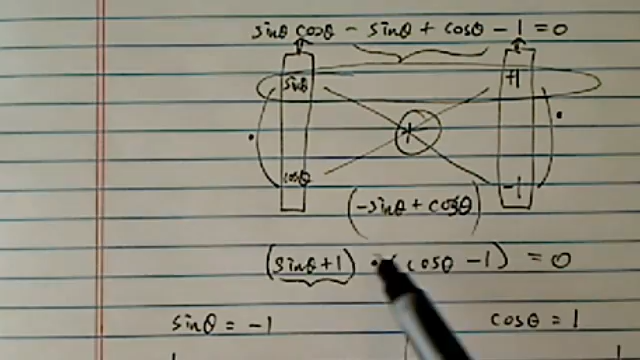 sinθ cosθ - sinθ + cosθ - 1 = 0
sinθ +1
+
cosθ -1
(-sinθ + cosθ)
(sinθ + 1) · (cosθ - 1) = 0
sinθ = -1 cosθ = 1